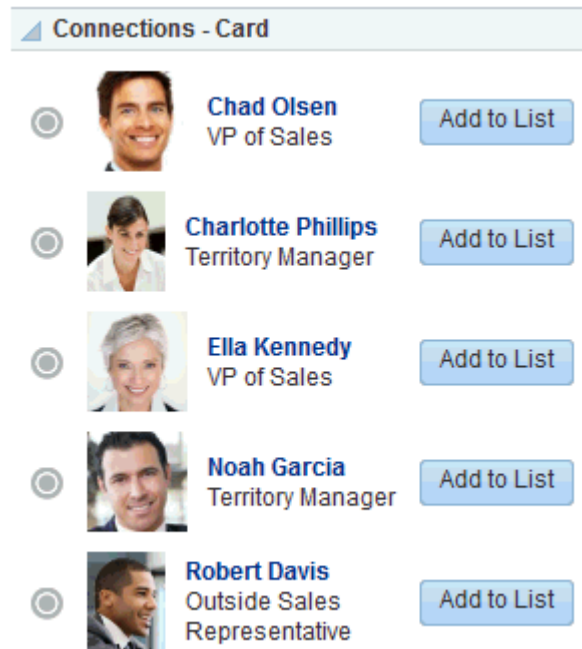 Connections - Card
Chad Olsen
VP of Sales
Add to List
Charlotte Phillips
Territory Manager
Add to List
Ella Kennedy
VP of Sales
Add to List
Noah Garcia
Territory Manager
Add to List
Robert Davis
Outside Sales
Representative
Add to List